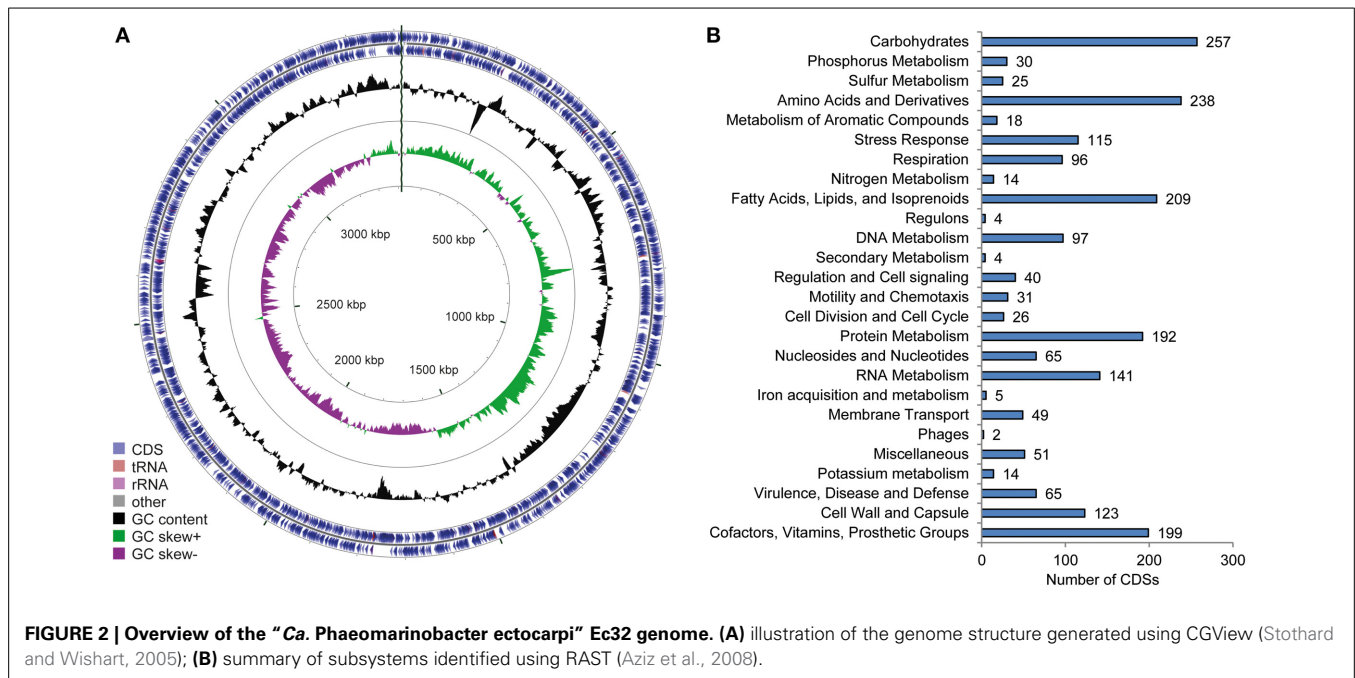 A
3000 kbp
500 kbp
2500 kbp
1000 kbp
2000 kbp
1500 kbp
CDS
tRNA
rRNA
other
GC content
GC skew+
GC skew-
B
Carbohydrates 257
Phosphorus Metabolism 30
Sulfur Metabolism 25
Amino Acids and Derivatives 238
Metabolism of Aromatic Compounds 18
Stress Response 115
Respiration 96
Nitrogen Metabolism 14
Fatty Acids, Lipids, and Isoprenoids 209
Regulons 4
DNA Metabolism 97
Secondary Metabolism 4
Regulation and Cell signaling 40
Motility and Chemotaxis 31
Cell Division and Cell Cycle 26
Protein Metabolism 192
Nucleosides and Nucleotides 65
RNA Metabolism 141
Iron acquisition and metabolism 5
Membrane Transport 49
Phages 2
Miscellaneous 51
Potassium metabolism 14
Virulence, Disease and Defense 65
Cell Wall and Capsule 123
Cofactors, Vitamins, Prosthetic Groups 199
0 100 200 300
Number of CDSs
FIGURE 2 | Overview of the "Ca. Phaeomarinobacter ectocarpi" Ec32 genome. (A) illustration of the genome structure generated using CGView (Stothard
and Wishart, 2005); (B) summary of subsystems identified using RAST (Aziz et al., 2008).